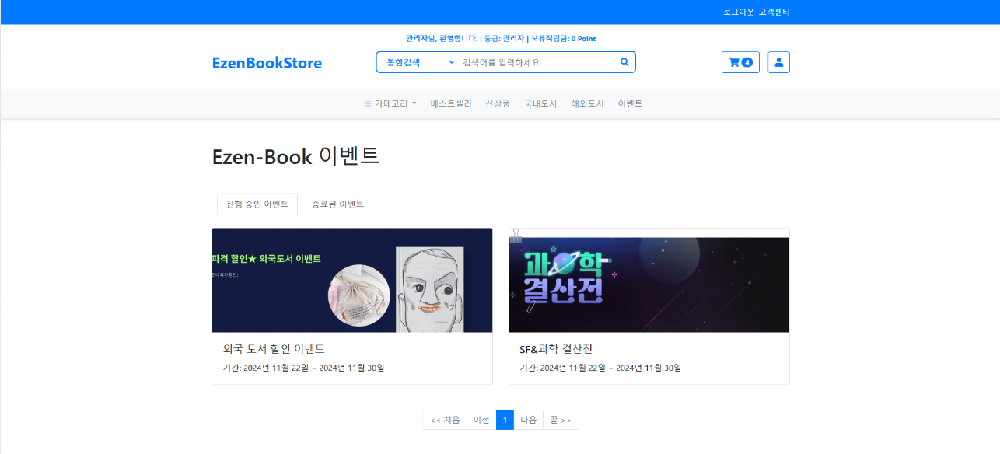 로그아웃 고객센터
관리자님, 환영합니다. | 등급: 관리자 | 보유적립금: 0 Point
EzenBookStore
통합검색 검색어를 입력하세요.
4
카테고리 베스트셀러 신상품 국내도서 해외도서 이벤트
Ezen-Book 이벤트
진행 중인 이벤트 종료된 이벤트
파격 할인★ 외국도서 이벤트
도서 특가할인!
과학
결산전
외국 도서 할인 이벤트
기간: 2024년 11월 22일 ~ 2024년 11월 30일
SF&과학 결산전
기간: 2024년 11월 22일 ~ 2024년 11월 30일
<< 처음 이전 1 다음 끝 >>